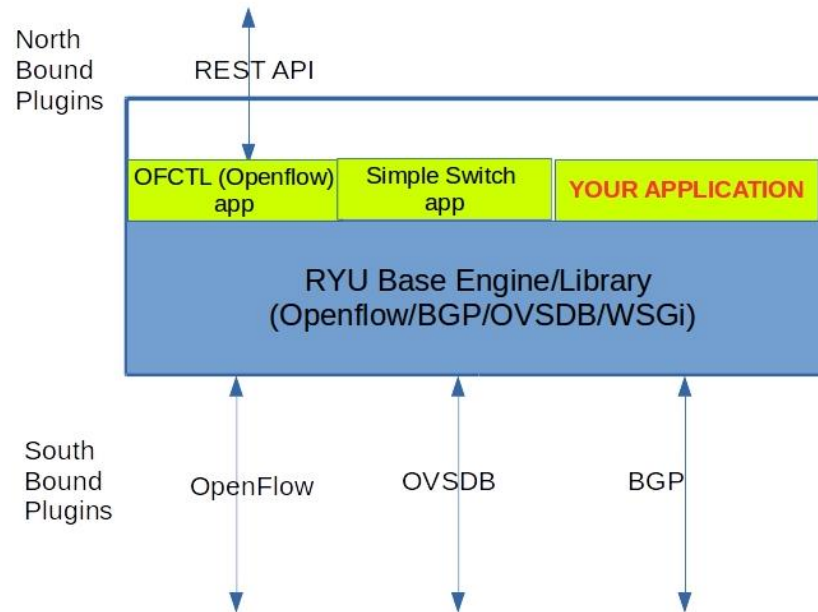 North
Bound
Plugins
REST API
OFCTL (Openflow)
app
Simple Switch
app
YOUR APPLICATION
RYU Base Engine/Library
(Openflow/BGP/OVSDB/WSGi)
South
Bound
Plugins
OpenFlow
OVSDB
BGP